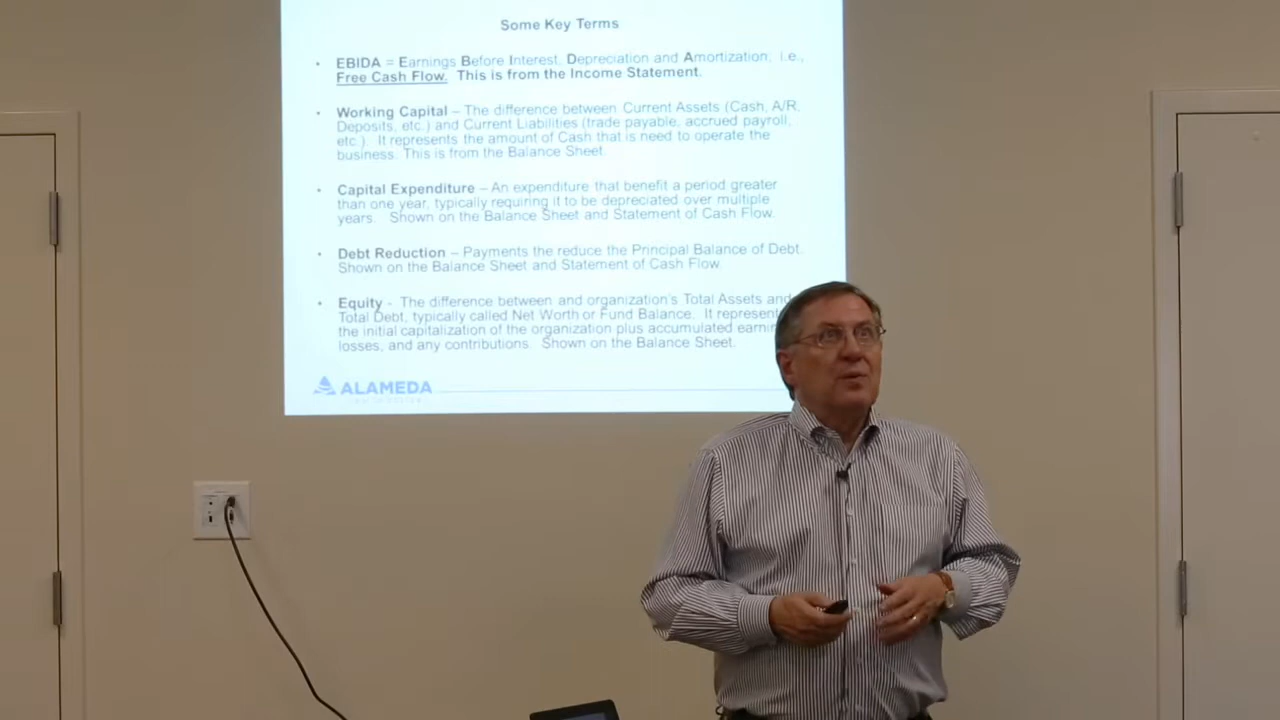 Some Key Terms
• EBIDA = Earnings Before Interest, Depreciation and Amortization, i.e.,
Free Cash Flow. This is from the Income Statement.
• Working Capital – The difference between Current Assets (Cash, A/R,
Deposits, etc.) and Current Liabilities (trade payable, accrued payroll,
etc.). It represents the amount of Cash that is need to operate the
business. This is from the Balance Sheet.
• Capital Expenditure – An expenditure that benefit a period greater
than one year, typically requiring it to be depreciated over multiple
years. Shown on the Balance Sheet and Statement of Cash Flow.
• Debt Reduction – Payments the reduce the Principal Balance of Debt.
Shown on the Balance Sheet and Statement of Cash Flow.
• Equity - The difference between and organization's Total Assets and
Total Debt, typically called Net Worth or Fund Balance. It represent
the initial capitalization of the organization plus accumulated
losses, and any contributions. Shown on the Balance Sheet.
ALAMEDA